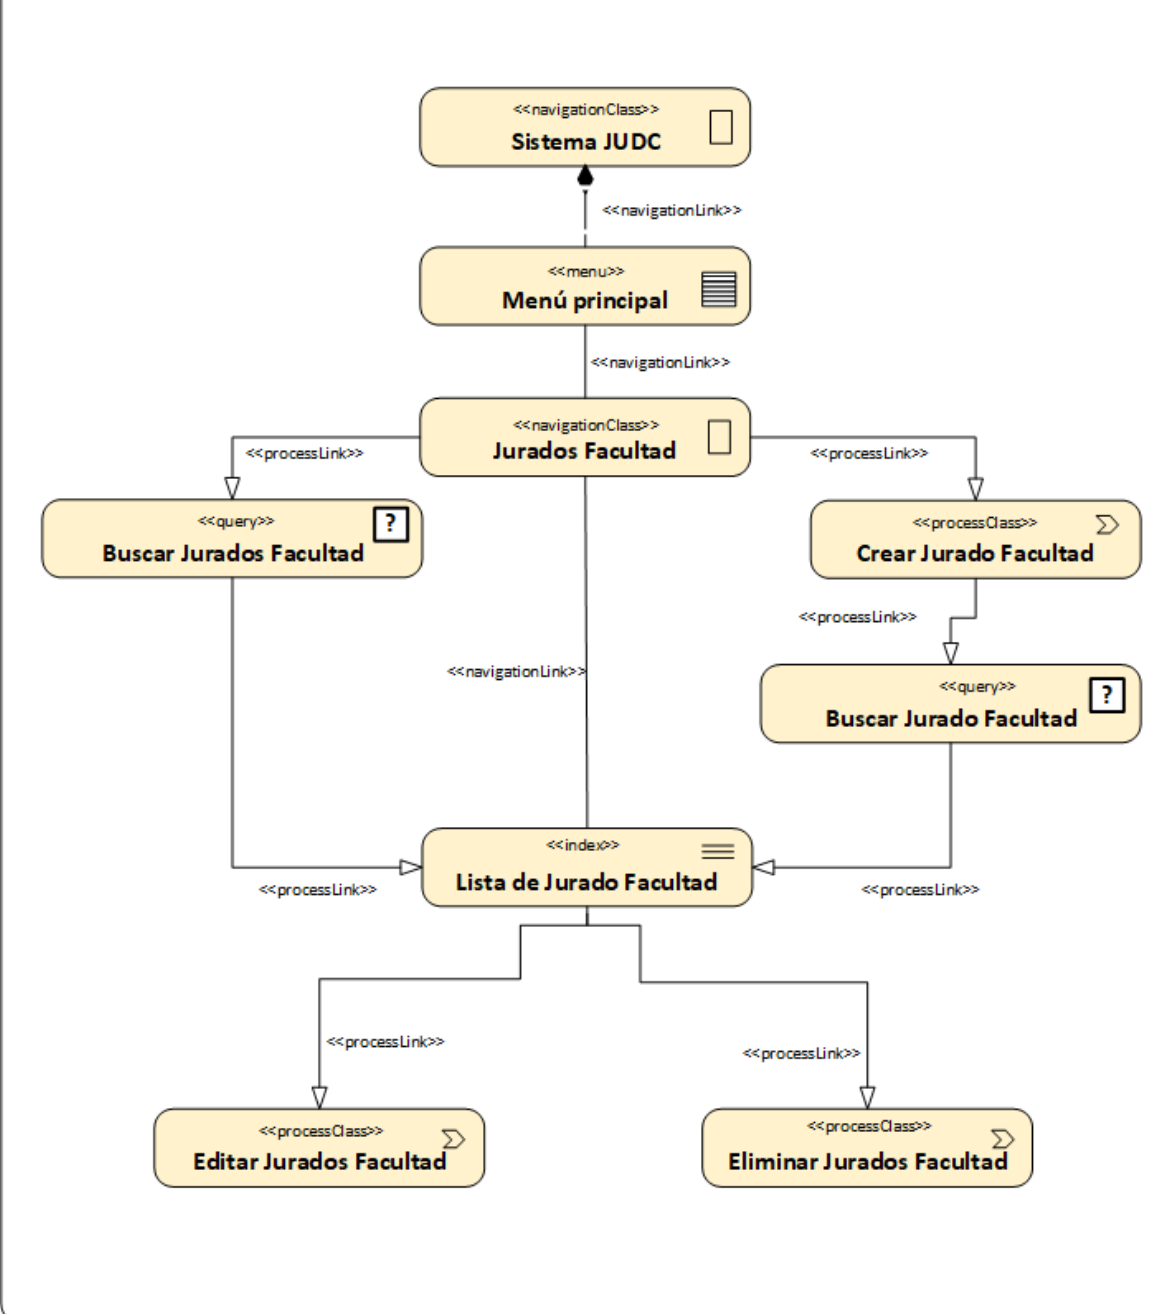 <<navigationClass>>
Sistema JUDC
<<navigationLink>>
<<menu>>
Menú principal
<<navigationLink>>
<<navigationClass>>
Jurados Facultad
<<processLink>>
<<processLink>>
<<query>>
?
Buscar Jurados Facultad
<<processClass>>
Crear Jurado Facultad
<<processLink>>
<<navigationLink>>
<<query>>
?
Buscar Jurado Facultad
<<index>>
Lista de Jurado Facultad
<<processLink>>
<<processLink>>
<<processLink>>
<<processLink>>
<<processClass>>
Editar Jurados Facultad
<<processClass>>
Eliminar Jurados Facultad